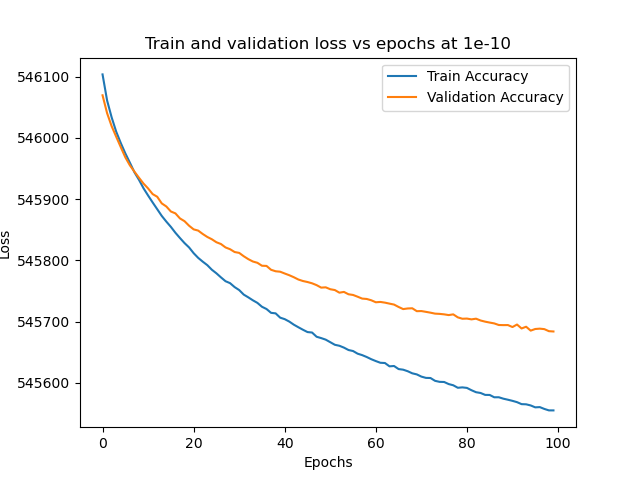 Train and validation loss vs epochs at 1e-10
Train Accuracy
Validation Accuracy
546100
546000
545900
545800
545700
545600
Loss
0 20 40 60 80 100
Epochs